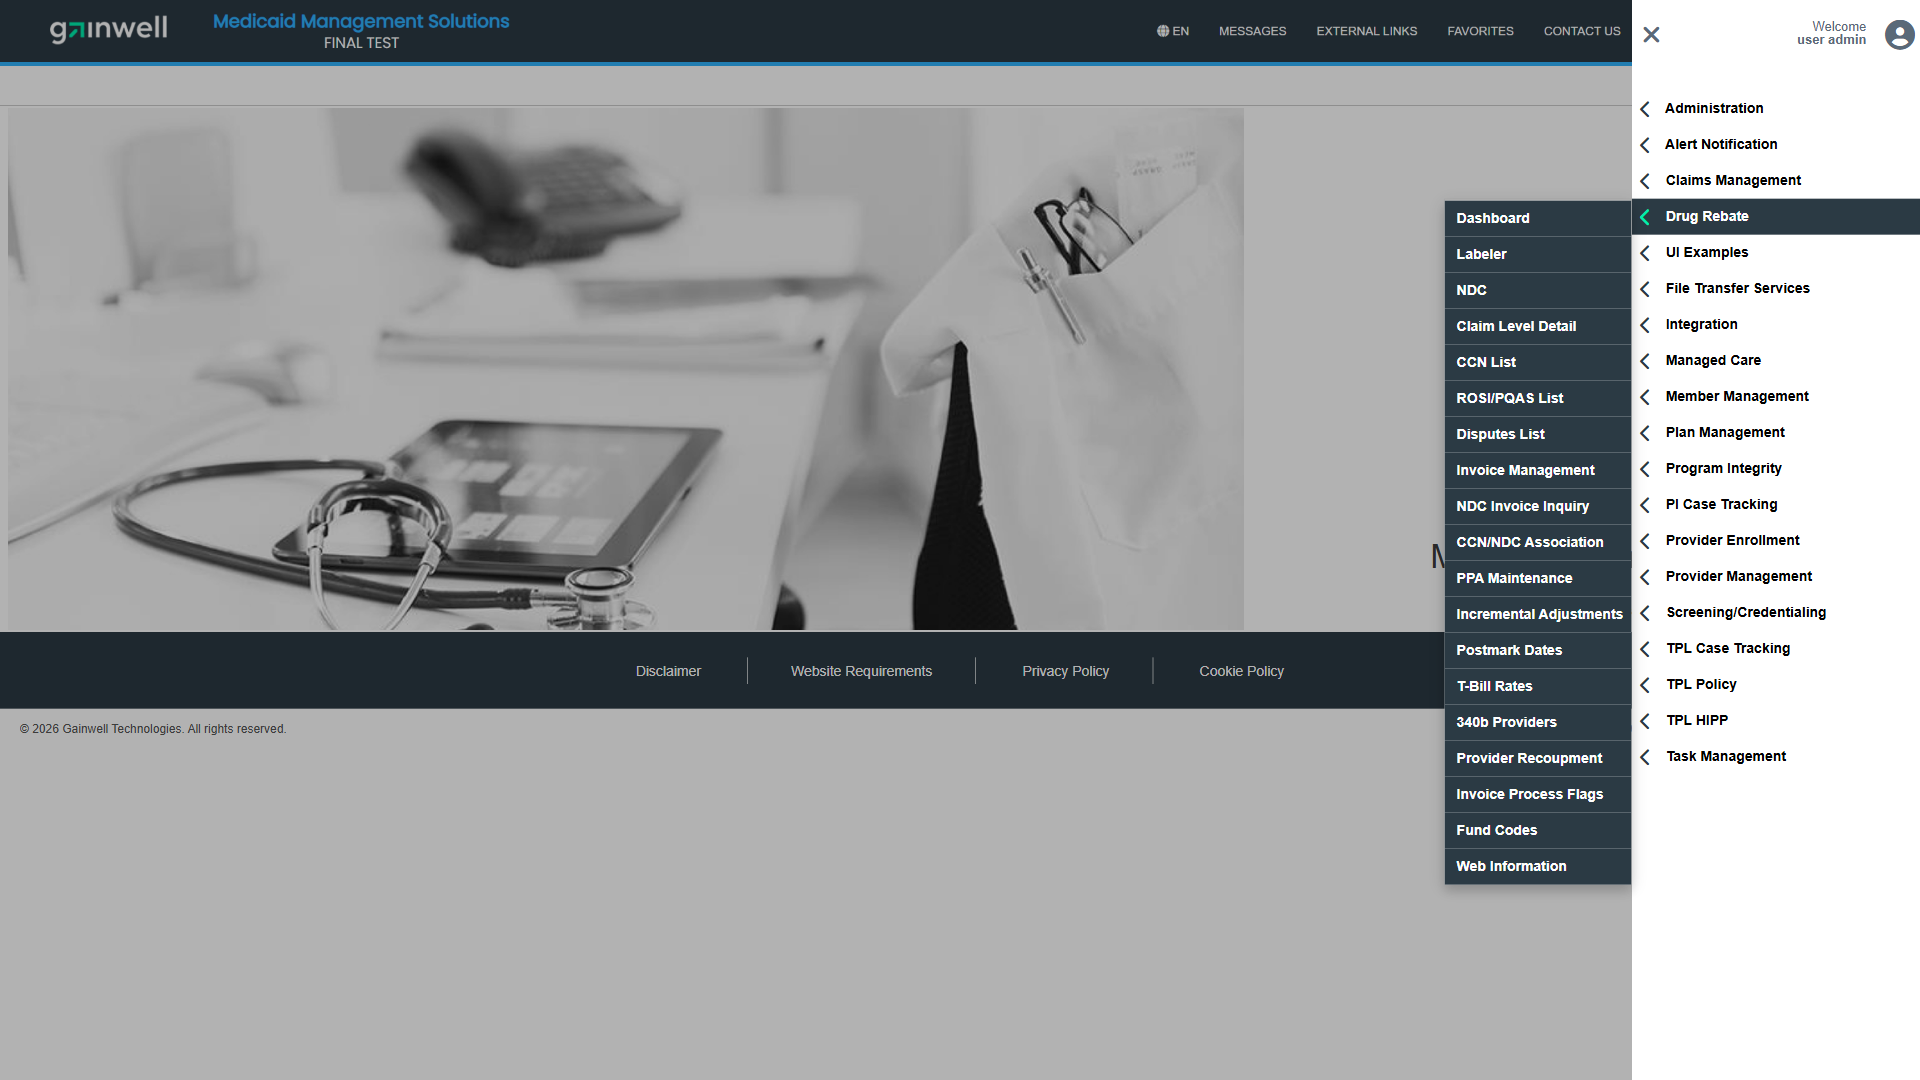 gainwell
Medicaid Management Solutions
FINAL TEST
EN
MESSAGES
EXTERNAL LINKS
FAVORITES
CONTACT US
Welcome
user admin
Administration
Alert Notification
Claims Management
Drug Rebate
UI Examples
File Transfer Services
Integration
Managed Care
Member Management
Plan Management
Program Integrity
PI Case Tracking
Provider Enrollment
Provider Management
Screening/Credentialing
TPL Case Tracking
TPL Policy
TPL HIPP
Task Management
Dashboard
Labeler
NDC
Claim Level Detail
CCN List
ROSI/PQAS List
Disputes List
Invoice Management
NDC Invoice Inquiry
CCN/NDC Association
PPA Maintenance
Incremental Adjustments
Postmark Dates
T-Bill Rates
340b Providers
Provider Recoupment
Invoice Process Flags
Fund Codes
Web Information
Disclaimer
Website Requirements
Privacy Policy
Cookie Policy
© 2026 Gainwell Technologies. All rights reserved.